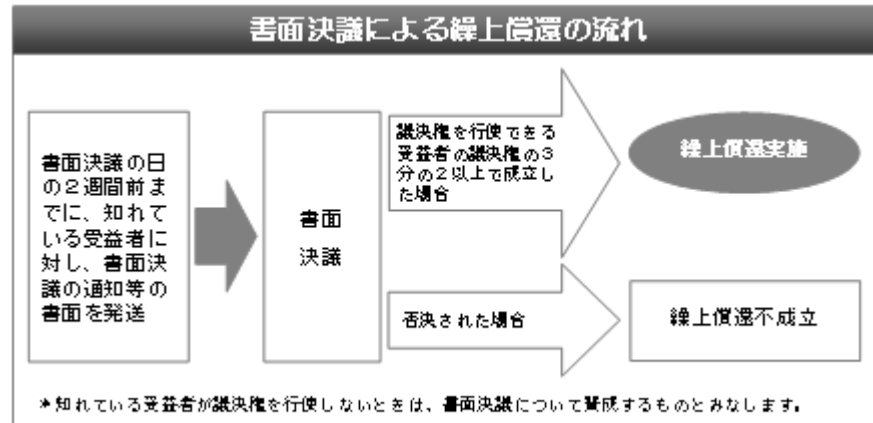 書面決議による繰上償還の流れ
書面決議の日
の2週間前ま
でに、知れて
いる受益者に
対し、書面決
議の通知等の
書面を発送
書面
決議
議決権を行使できる
受益者の議決権の3
分の2以上で成立し
た場合
繰上償還実施
否決された場合
繰上償還不成立
*知れている受益者が議決権を行使しないときは、書面決議について賛成するものとみなします。